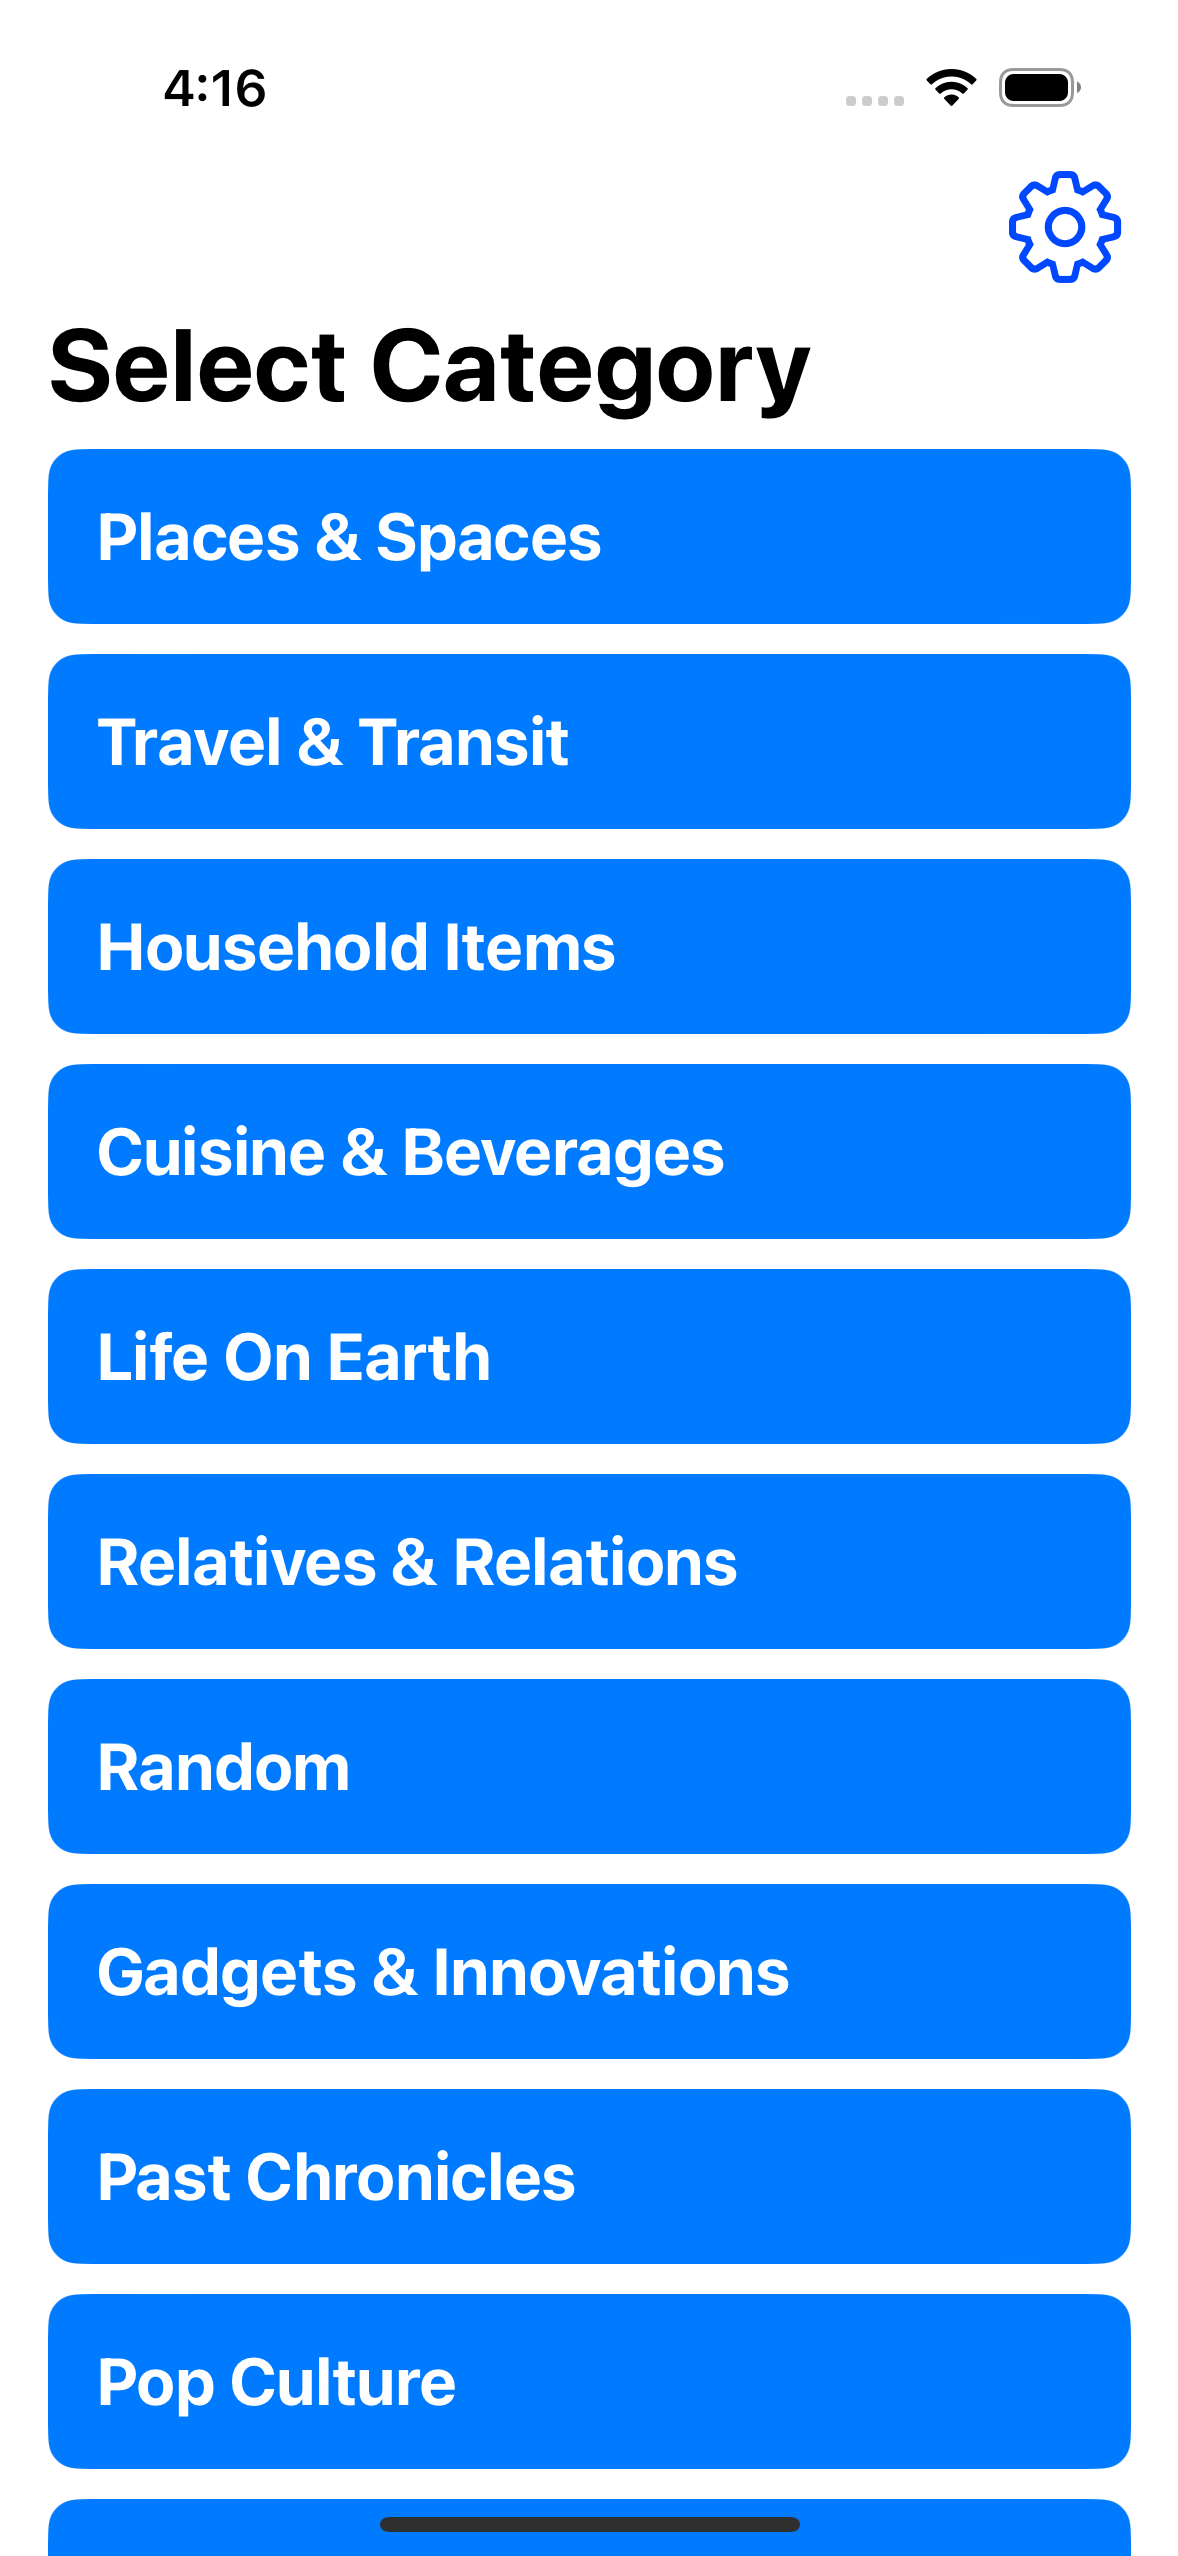 4:16
Select Category
Places & Spaces
Travel & Transit
Household Items
Cuisine & Beverages
Life On Earth
Relatives & Relations
Random
Gadgets & Innovations
Past Chronicles
Pop Culture